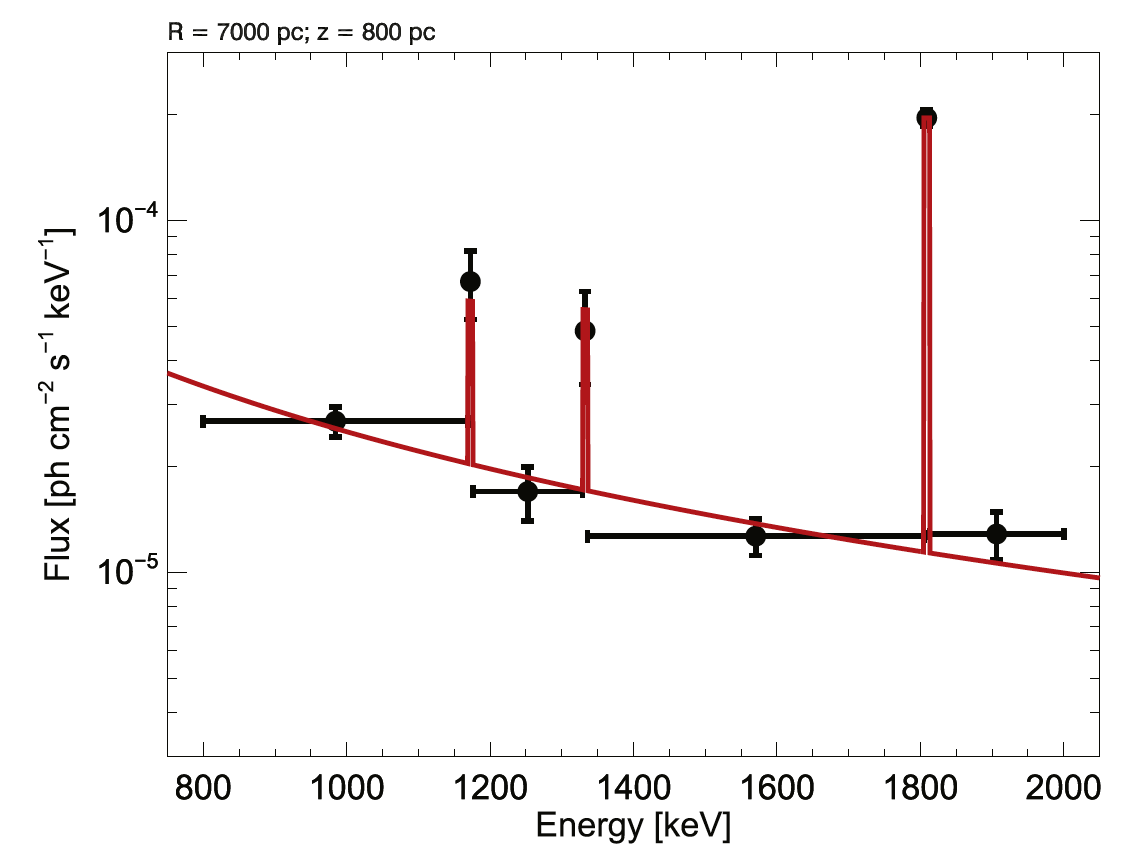 R = 7000 pc; z = 800 pc
Flux [ph cm⁻² s⁻¹ keV⁻¹]
10⁻⁴
10⁻⁵
800 1000 1200 1400 1600 1800 2000
Energy [keV]